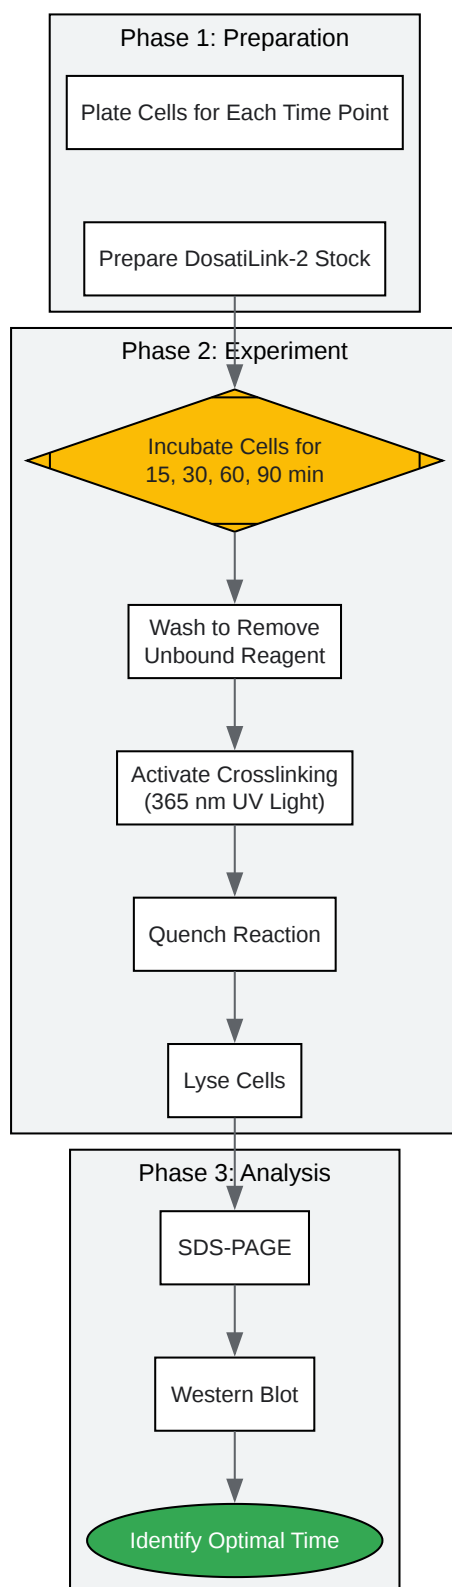 Phase 1: Preparation
Plate Cells for Each Time Point
Prepare DosatiLink-2 Stock
Phase 2: Experiment
Incubate Cells for
15, 30, 60, 90 min
Wash to Remove
Unbound Reagent
Activate Crosslinking
(365 nm UV Light)
Quench Reaction
Lyse Cells
Phase 3: Analysis
SDS-PAGE
Western Blot
Identify Optimal Time